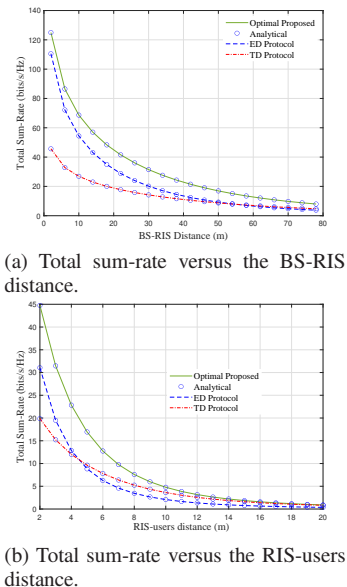 140
120
100
80
60
40
20
0
Total Sum-Rate (bits/s/Hz)
Optimal Proposed
Analytical
ED Protocol
TD Protocol
0 10 20 30 40 50 60 70 80
BS-RIS Distance (m)
(a) Total sum-rate versus the BS-RIS
distance.
45
40
35
30
25
20
15
10
5
0
Total Sum-Rate (bits/s/Hz)
Optimal Proposed
Analytical
ED Protocol
TD Protocol
2 4 6 8 10 12 14 16 18 20
RIS-users distance (m)
(b) Total sum-rate versus the RIS-users
distance.